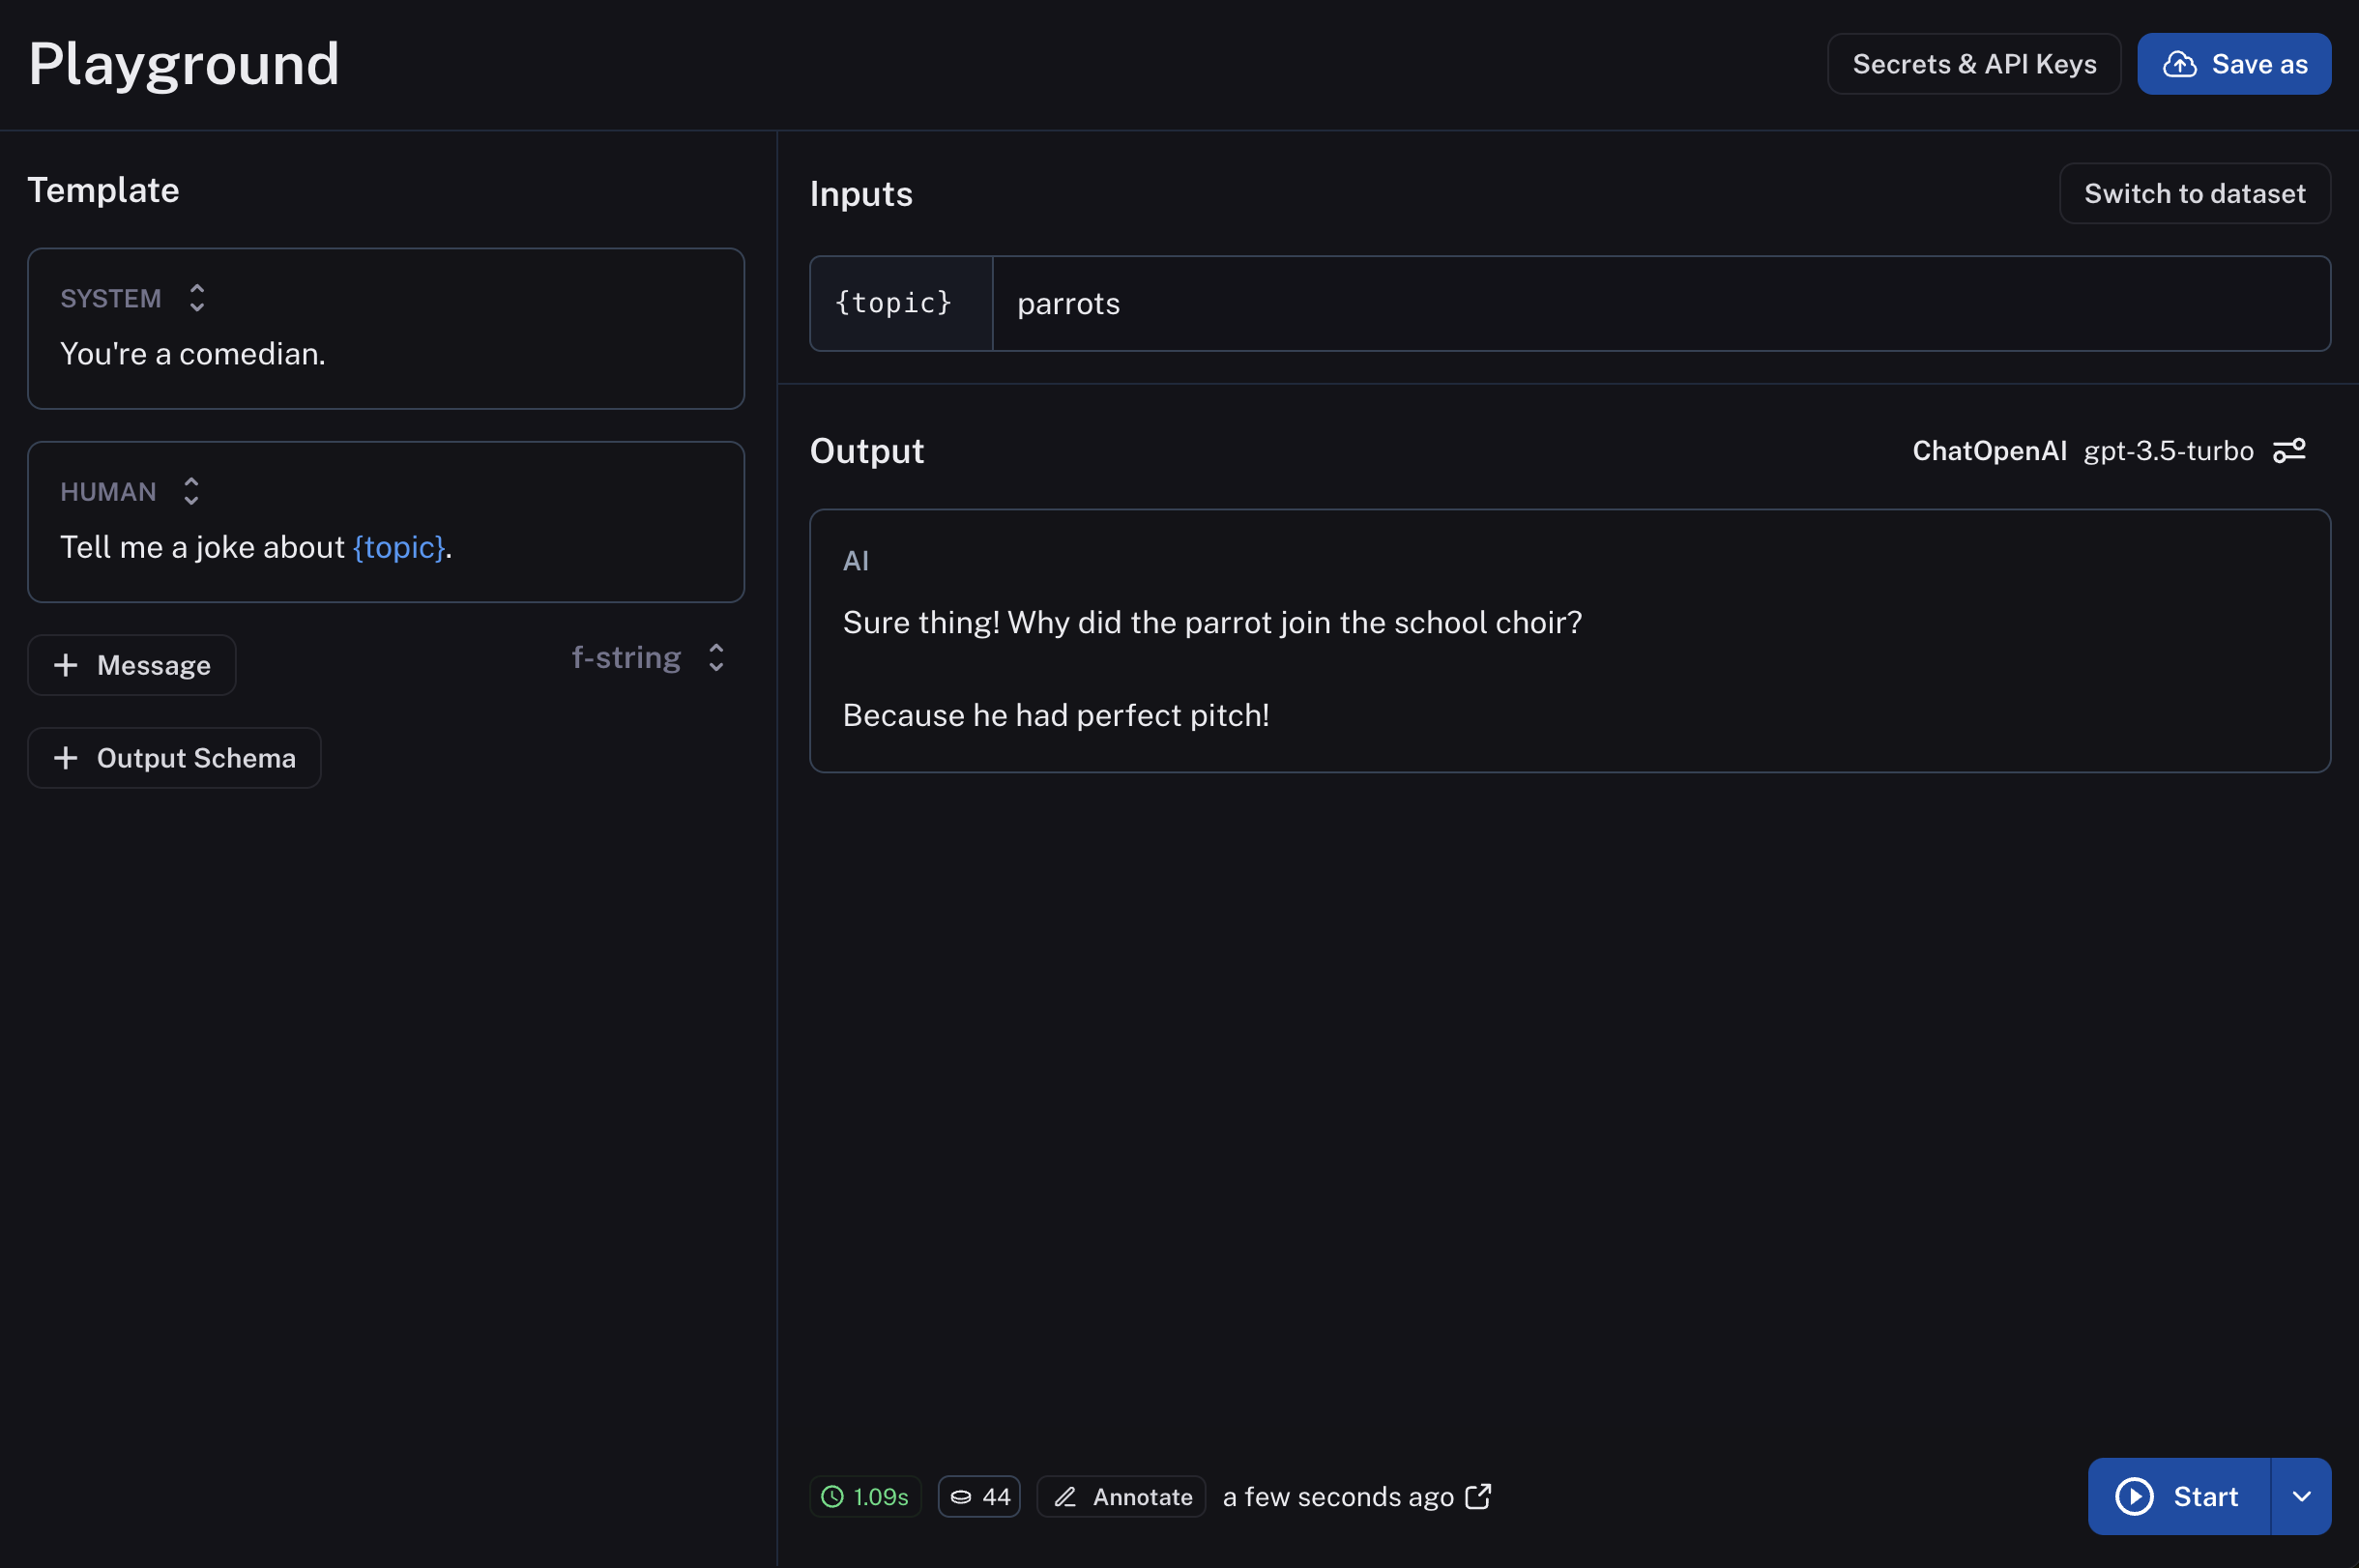 Playground
Secrets & API Keys
Save as
Template
SYSTEM
You're a comedian.
HUMAN
Tell me a joke about {topic}.
Message
f-string
Output Schema
Inputs
Switch to dataset
{topic}
parrots
Output
ChatOpenAI gpt-3.5-turbo
AI
Sure thing! Why did the parrot join the school choir?
Because he had perfect pitch!
1.09s
44
Annotate
a few seconds ago
Start